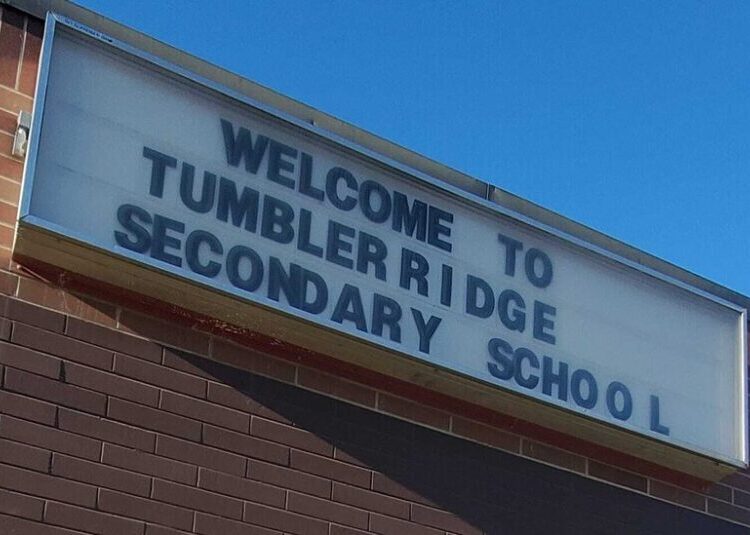 WELCOME TO
TUMBLER RIDGE
SECONDARY SCHOOL